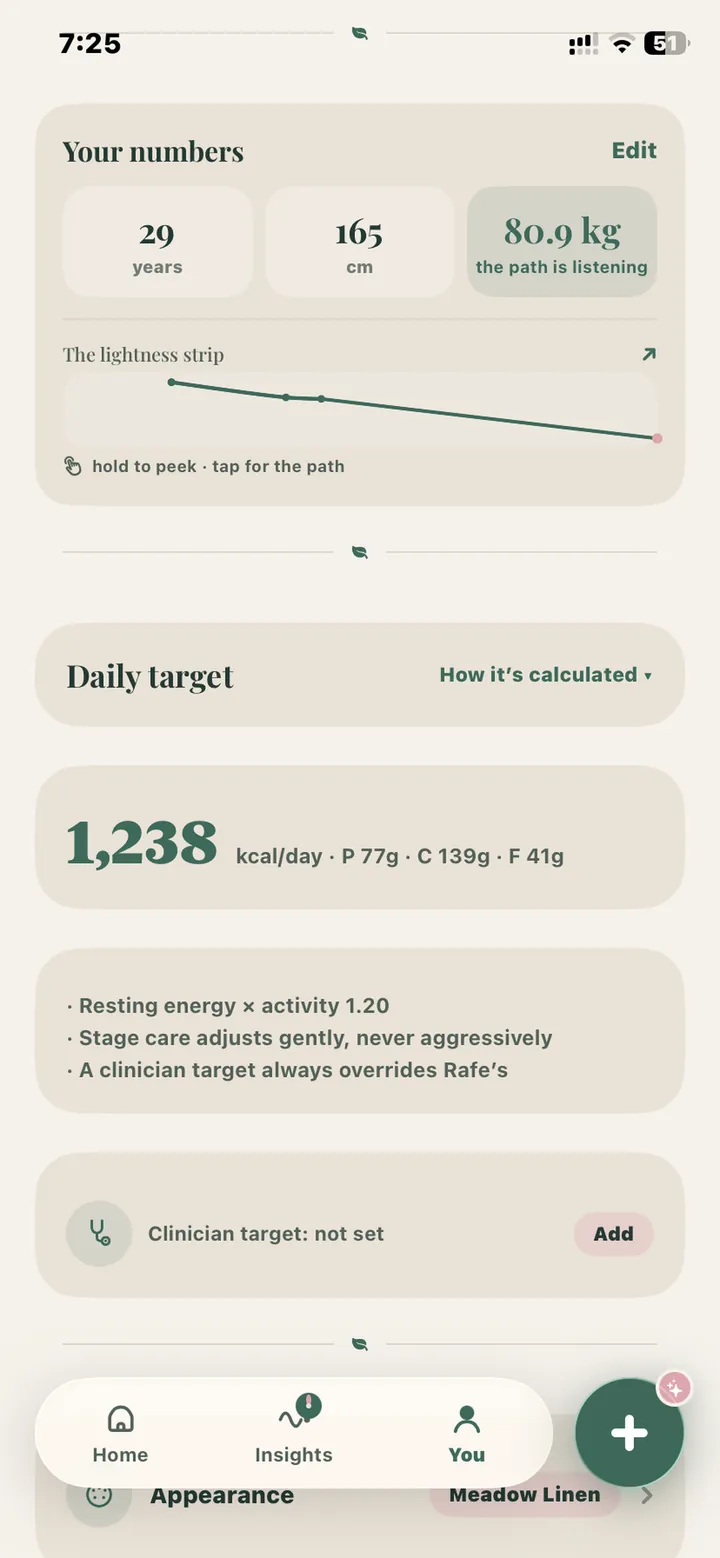 7:25
51
Your numbers
Edit
29
years
165
cm
80.9 kg
the path is listening
The lightness strip
hold to peek · tap for the path
Daily target
How it’s calculated ▾
1,238 kcal/day · P 77g · C 139g · F 41g
· Resting energy × activity 1.20
· Stage care adjusts gently, never aggressively
· A clinician target always overrides Rafe’s
Clinician target: not set
Add
Home
Insights
You
Appearance
Meadow Linen